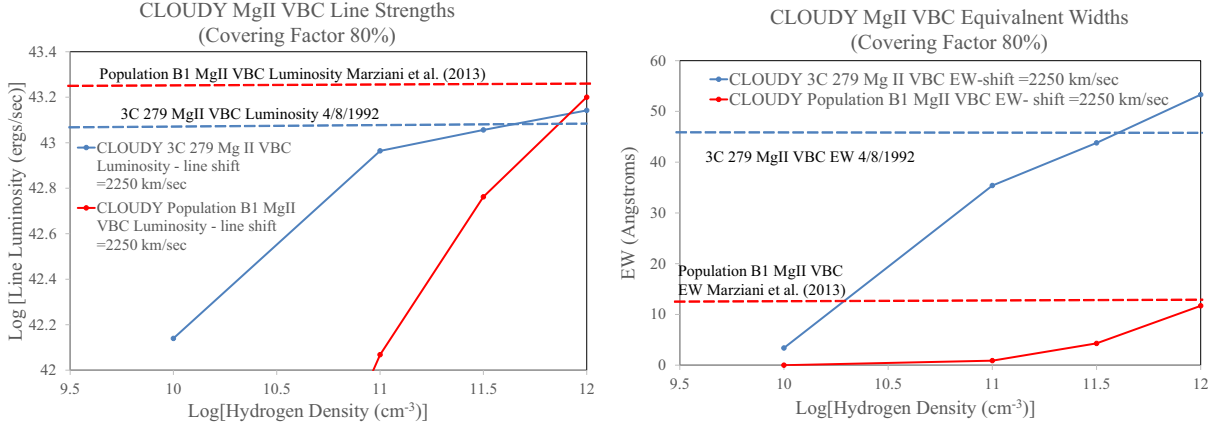 CLOUDY MgII VBC Line Strengths
(Covering Factor 80%)
43.4
43.2
43
42.8
42.6
42.4
42.2
42
Log [Line Luminosity (ergs/sec)]
Population B1 MgII VBC Luminosity Marziani et al. (2013)
3C 279 MgII VBC Luminosity 4/8/1992
CLOUDY 3C 279 Mg II VBC
Luminosity - line shift
=2250 km/sec
CLOUDY Population B1 MgII
VBC Luminosity - line shift
=2250 km/sec
9.5 10 10.5 11 11.5 12
Log[Hydrogen Density (cm⁻³)]
CLOUDY MgII VBC Equivalnent Widths
(Covering Factor 80%)
60
50
40
30
20
10
0
EW (Angstroms)
CLOUDY 3C 279 Mg II VBC EW-shift =2250 km/sec
CLOUDY Population B1 MgII VBC EW- shift =2250 km/sec
3C 279 MgII VBC EW 4/8/1992
Population B1 MgII VBC
EW Marziani et al. (2013)
9.5 10 10.5 11 11.5 12
Log[Hydrogen Density (cm⁻³)]